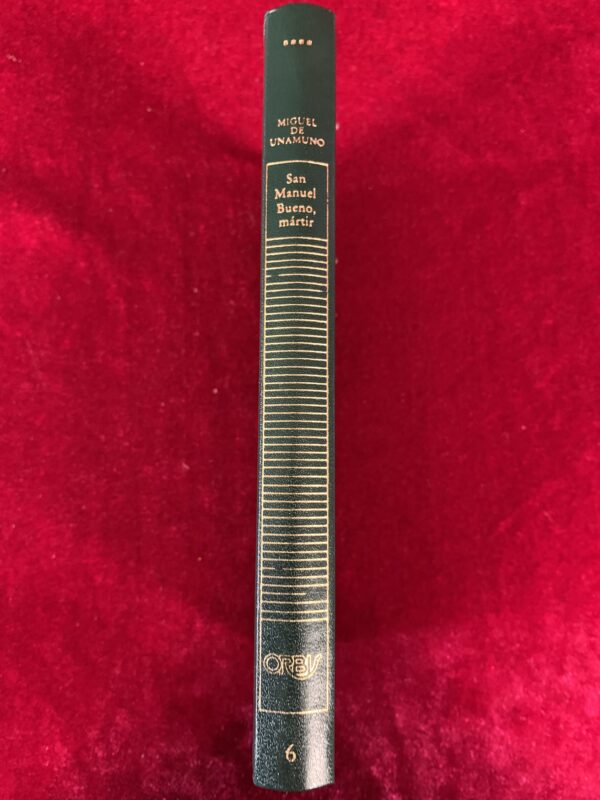 MIGUEL
DE
UNAMUNO
San
Manuel
Bueno,
mártir
ORBIS
6